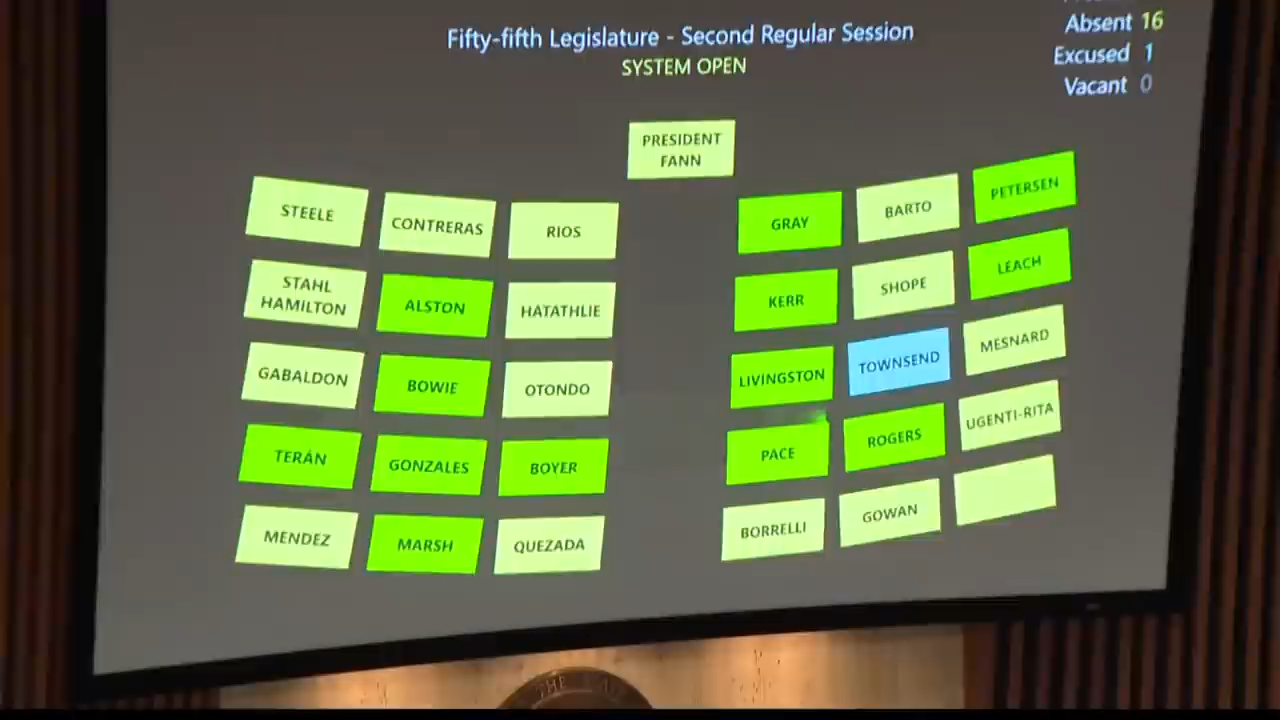 Absent 16
Fifty-fifth Legislature - Second Regular Session
Excused 1
SYSTEM OPEN
Vacant 0
PRESIDENT
FANN
STEELE
CONTRERAS
RIOS
GRAY
BARTO
PETERSEN
STAHL
HAMILTON
ALSTON
HATATHLIE
KERR
SHOPE
LEACH
GABALDON
BOWIE
OTONDO
LIVINGSTON
TOWNSEND
MESNARD
TERÁN
GONZALES
BOYER
PACE
ROGERS
UGENTI-RITA
MENDEZ
MARSH
QUEZADA
BORRELLI
GOWAN
THE